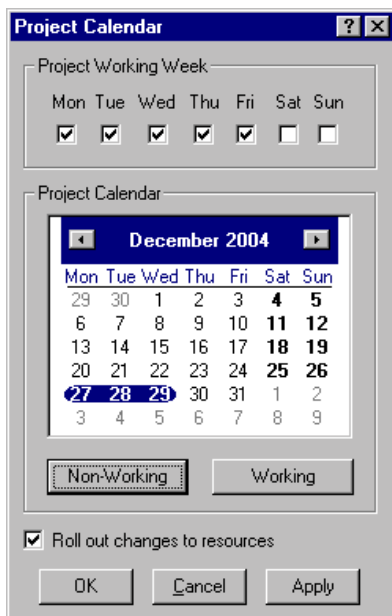 Project Calendar
Project Working Week
Mon Tue Wed Thu Fri Sat Sun
Project Calendar
December 2004
Mon Tue Wed Thu Fri Sat Sun
29 30 1 2 3 4 5
6 7 8 9 10 11 12
13 14 15 16 17 18 19
20 21 22 23 24 25 26
27 28 29 30 31 1 2
3 4 5 6 7 8 9
Non-Working Working
Roll out changes to resources
OK Cancel Apply